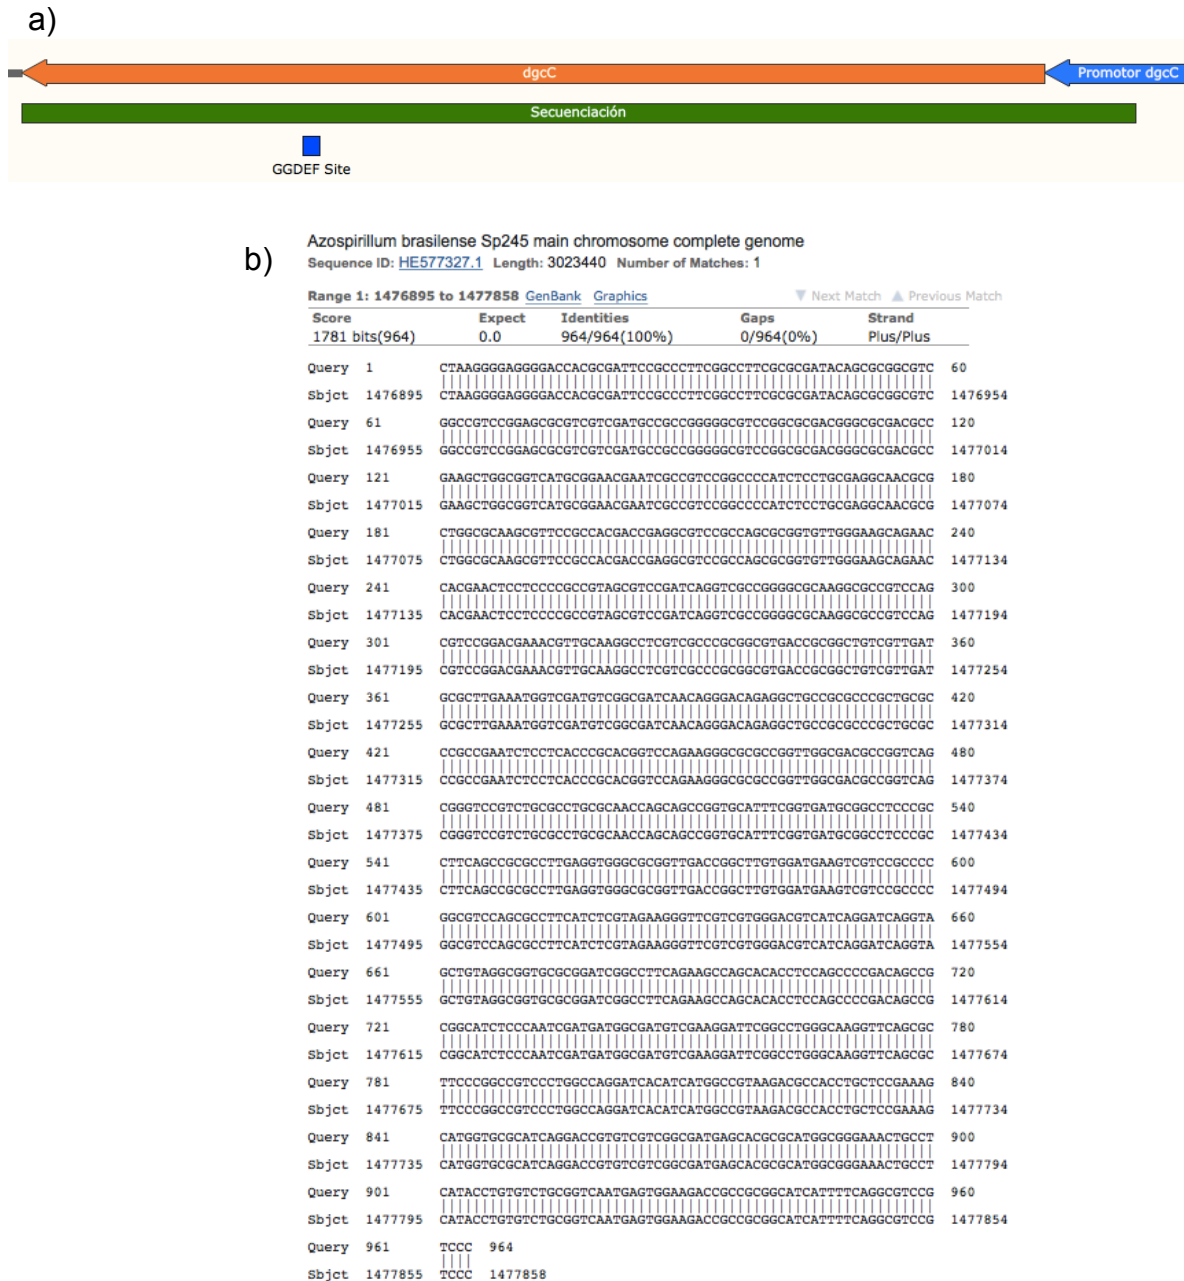 a)
dgcC
Promotor dgcC
Secuenciación
GGDEF Site
b)
Azospirillum brasilense Sp245 main chromosome complete genome
Sequence ID: HE577327.1 Length: 3023440 Number of Matches: 1
Range 1: 1476895 to 1477858 GenBank Graphics ▼ Next Match ▲ Previous Match
Score Expect Identities Gaps Strand
1781 bits(964) 0.0 964/964(100%) 0/964(0%) Plus/Plus
Query 1 CTAAGGGGAGGGGACCACGCGATTCCGCCCTTCGGCCTTCGCGCGATACAGCGCGGCGTC 60
Sbjct 1476895 CTAAGGGGAGGGGACCACGCGATTCCGCCCTTCGGCCTTCGCGCGATACAGCGCGGCGTC 1476954
Query 61 GGCCGTCCGGAGCGCGTCGTCGATGCCGCCGGGGGCGTCCGGCGCGACGGGCGCGACGCC 120
Sbjct 1476955 GGCCGTCCGGAGCGCGTCGTCGATGCCGCCGGGGGCGTCCGGCGCGACGGGCGCGACGCC 1477014
Query 121 GAAGCTGGCGGTCATGCGGAACGAATCGCCGTCCGGCCCCATCTCCTGCGAGGCAACGCG 180
Sbjct 1477015 GAAGCTGGCGGTCATGCGGAACGAATCGCCGTCCGGCCCCATCTCCTGCGAGGCAACGCG 1477074
Query 181 CTGGCGCAAGCGTTCCGCCACGACCGAGGCGTCCGCCAGCGCGGTGTTGGGAAGCAGAAC 240
Sbjct 1477075 CTGGCGCAAGCGTTCCGCCACGACCGAGGCGTCCGCCAGCGCGGTGTTGGGAAGCAGAAC 1477134
Query 241 CACGAACTCCTCCCCGCCGTAGCGTCCGATCAGGTCGCCGGGGCGCAAGGCGCCGTCCAG 300
Sbjct 1477135 CACGAACTCCTCCCCGCCGTAGCGTCCGATCAGGTCGCCGGGGCGCAAGGCGCCGTCCAG 1477194
Query 301 CGTCCGGACGAAACGTTGCAAGGCCTCGTCGCCCGCGGCGTGACCGCGGCTGTCGTTGAT 360
Sbjct 1477195 CGTCCGGACGAAACGTTGCAAGGCCTCGTCGCCCGCGGCGTGACCGCGGCTGTCGTTGAT 1477254
Query 361 GCGCTTGAAATGGTCGATGTCGGCGATCAACAGGGACAGAGGCTGCCGCGCCCGCTGCGC 420
Sbjct 1477255 GCGCTTGAAATGGTCGATGTCGGCGATCAACAGGGACAGAGGCTGCCGCGCCCGCTGCGC 1477314
Query 421 CCGCCGAATCTCCTCACCCGCACGGTCCAGAAGGGCGCGCCGGTTGGCGACGCCGGTCAG 480
Sbjct 1477315 CCGCCGAATCTCCTCACCCGCACGGTCCAGAAGGGCGCGCCGGTTGGCGACGCCGGTCAG 1477374
Query 481 CGGGTCCGTCTGCGCCTGCGCAACCAGCAGCCGGTGCATTTCGGTGATGCGGCCTCCCGC 540
Sbjct 1477375 CGGGTCCGTCTGCGCCTGCGCAACCAGCAGCCGGTGCATTTCGGTGATGCGGCCTCCCGC 1477434
Query 541 CTTCAGCCGCGCCTTGAGGTGGGCGCGGTTGACCGGCTTGTGGATGAAGTCGTCCGCCCC 600
Sbjct 1477435 CTTCAGCCGCGCCTTGAGGTGGGCGCGGTTGACCGGCTTGTGGATGAAGTCGTCCGCCCC 1477494
Query 601 GGCGTCCAGCGCCTTCATCTCGTAGAAGGGTTCGTCGTGGGACGTCATCAGGATCAGGTA 660
Sbjct 1477495 GGCGTCCAGCGCCTTCATCTCGTAGAAGGGTTCGTCGTGGGACGTCATCAGGATCAGGTA 1477554
Query 661 GCTGTAGGCGGTGCGCGGATCGGCCTTCAGAAGCCAGCACACCTCCAGCCCCGACAGCCG 720
Sbjct 1477555 GCTGTAGGCGGTGCGCGGATCGGCCTTCAGAAGCCAGCACACCTCCAGCCCCGACAGCCG 1477614
Query 721 CGGCATCTCCCAATCGATGATGGCGATGTCGAAGGATTCGGCCTGGGCAAGGTTCAGCGC 780
Sbjct 1477615 CGGCATCTCCCAATCGATGATGGCGATGTCGAAGGATTCGGCCTGGGCAAGGTTCAGCGC 1477674
Query 781 TTCCCGGCCGTCCCTGGCCAGGATCACATCATGGCCGTAAGACGCCACCTGCTCCGAAAG 840
Sbjct 1477675 TTCCCGGCCGTCCCTGGCCAGGATCACATCATGGCCGTAAGACGCCACCTGCTCCGAAAG 1477734
Query 841 CATGGTGCGCATCAGGACCGTGTCGTCGGCGATGAGCACGCGCATGGCGGGAAACTGCCT 900
Sbjct 1477735 CATGGTGCGCATCAGGACCGTGTCGTCGGCGATGAGCACGCGCATGGCGGGAAACTGCCT 1477794
Query 901 CATACCTGTGTCTGCGGTCAATGAGTGGAAGACCGCCGCGGCATCATTTTCAGGCGTCCG 960
Sbjct 1477795 CATACCTGTGTCTGCGGTCAATGAGTGGAAGACCGCCGCGGCATCATTTTCAGGCGTCCG 1477854
Query 961 TCCC 964
Sbjct 1477855 TCCC 1477858